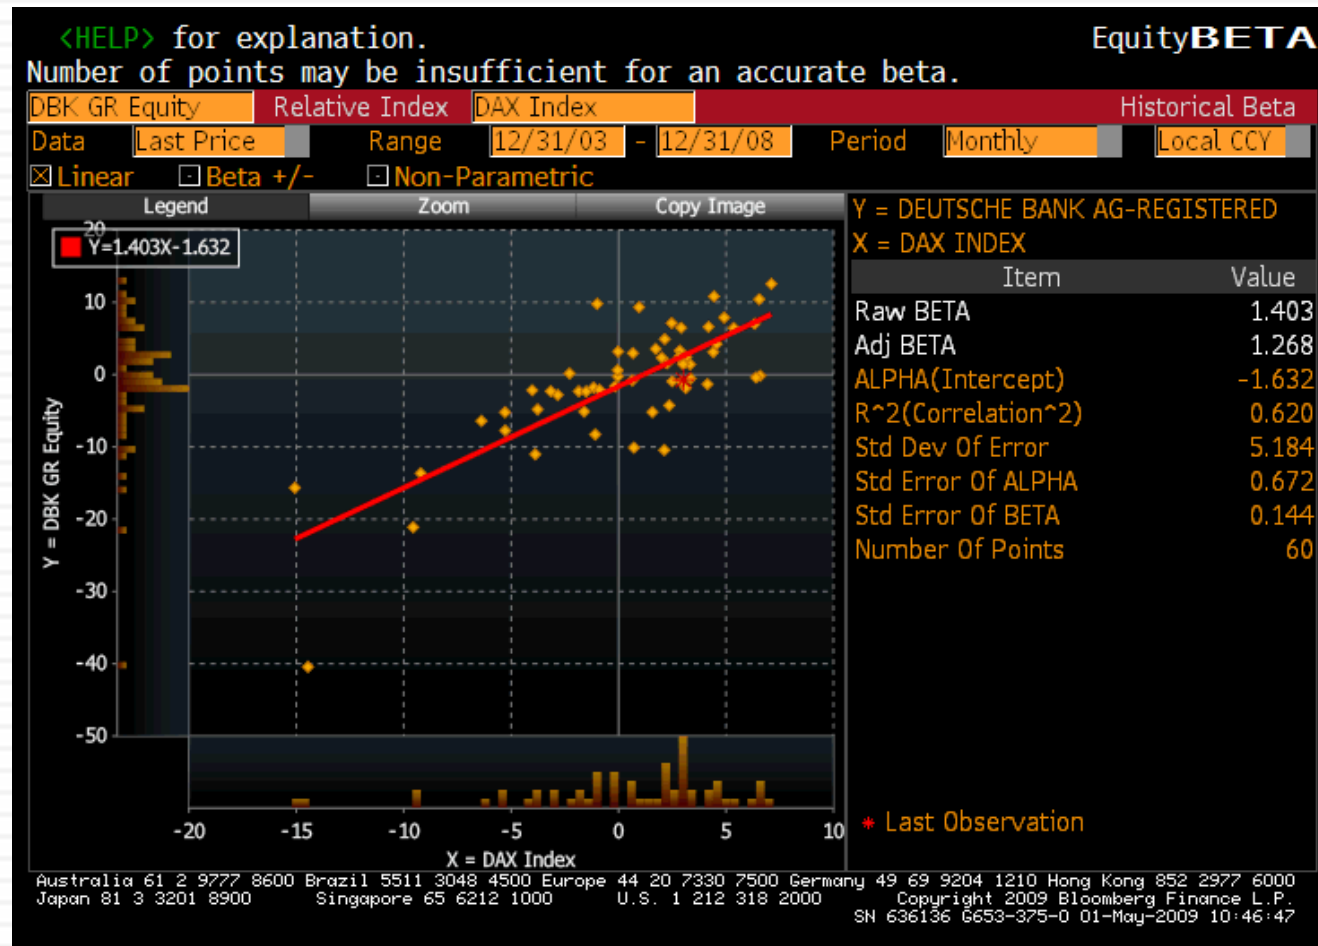 <HELP> for explanation. EquityBETA
Number of points may be insufficient for an accurate beta.
DBK GR Equity Relative Index DAX Index Historical Beta
Data Last Price Range 12/31/03 - 12/31/08 Period Monthly Local CCY
Linear Beta +/- Non-Parametric
Legend Zoom Copy Image
Y=1.403X-1.632
20
10
0
-10
-20
-30
-40
-50
Y = DBK GR Equity
-20 -15 -10 -5 0 5 10
X = DAX Index
Y = DEUTSCHE BANK AG-REGISTERED
X = DAX INDEX
Item Value
Raw BETA 1.403
Adj BETA 1.268
ALPHA(Intercept) -1.632
R^2(Correlation^2) 0.620
Std Dev Of Error 5.184
Std Error Of ALPHA 0.672
Std Error Of BETA 0.144
Number Of Points 60
* Last Observation
Australia 61 2 9777 8600 Brazil 5511 3048 4500 Europe 44 20 7330 7500 Germany 49 69 9204 1210 Hong Kong 852 2977 6000
Japan 81 3 3201 8900 Singapore 65 6212 1000 U.S. 1 212 318 2000 Copyright 2009 Bloomberg Finance L.P.
SN 636136 G653-375-0 01-May-2009 10:46:47